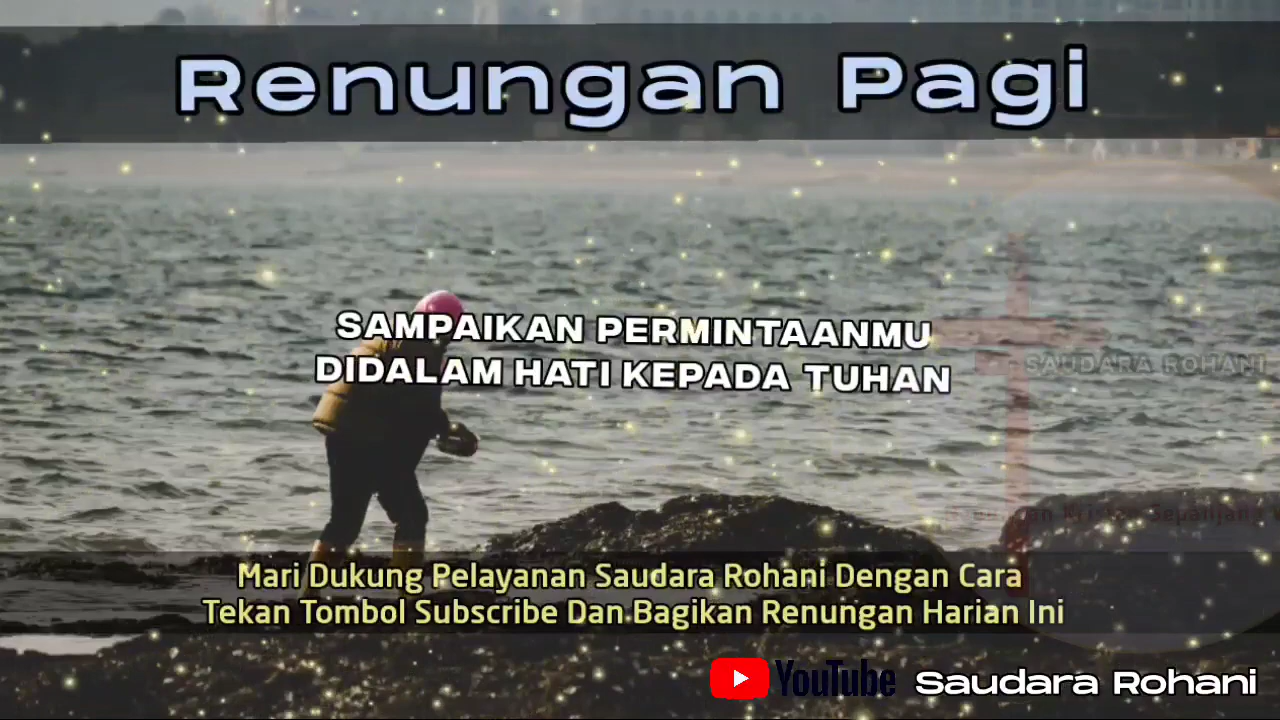 Renungan Pagi
SAMPAIKAN PERMINTAANMU
DIDALAM HATI KEPADA TUHAN
SAUDARA ROHANI
Mari Dukung Pelayanan Saudara Rohani Dengan Cara
Tekan Tombol Subscribe Dan Bagikan Renungan Harian Ini
YouTube Saudara Rohani